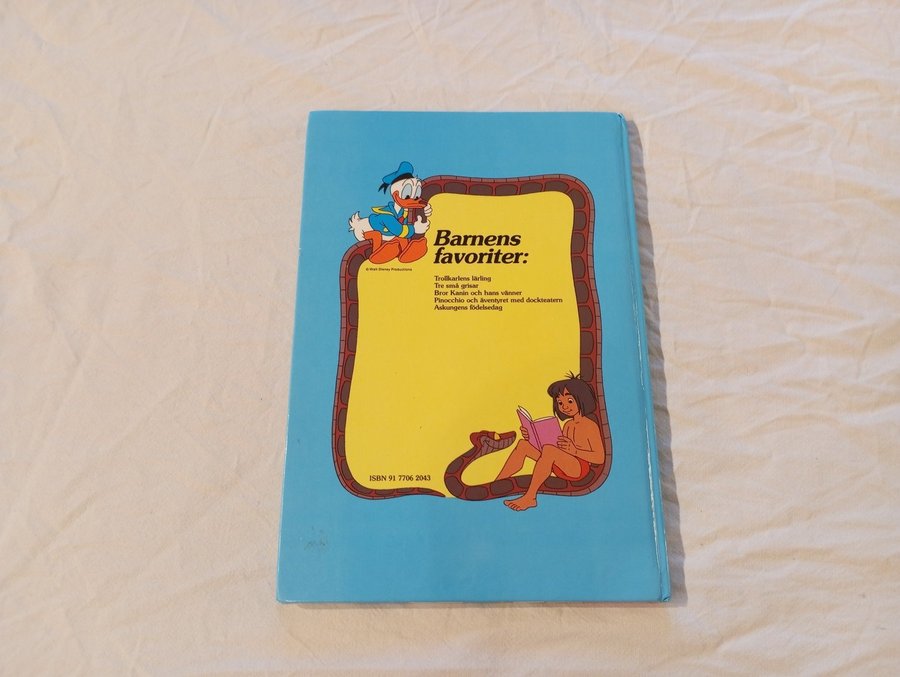 Barnens
favoriter:
© Walt Disney Productions
Trollkarlens lärling
Tre små grisar
Bror Kanin och hans vänner
Pinocchio och äventyret med dockteatern
Askungens födelsedag
ISBN 91 7706 2043